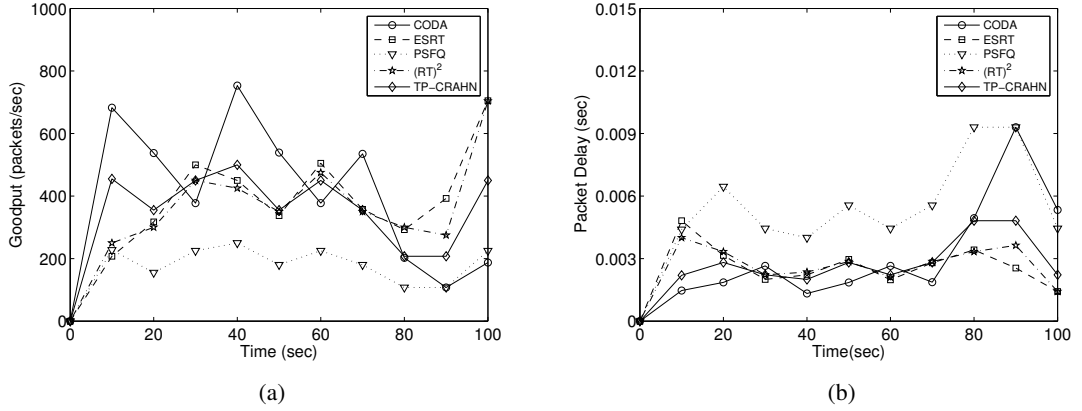 1000
800
600
400
200
0
Goodput (packets/sec)
0
20
40
60
80
100
Time (sec)
CODA
ESRT
PSFQ
(RT)²
TP−CRAHN
(a)
0.015
0.012
0.009
0.006
0.003
0
Packet Delay (sec)
0
20
40
60
80
100
Time(sec)
CODA
ESRT
PSFQ
(RT)²
TP−CRAHN
(b)